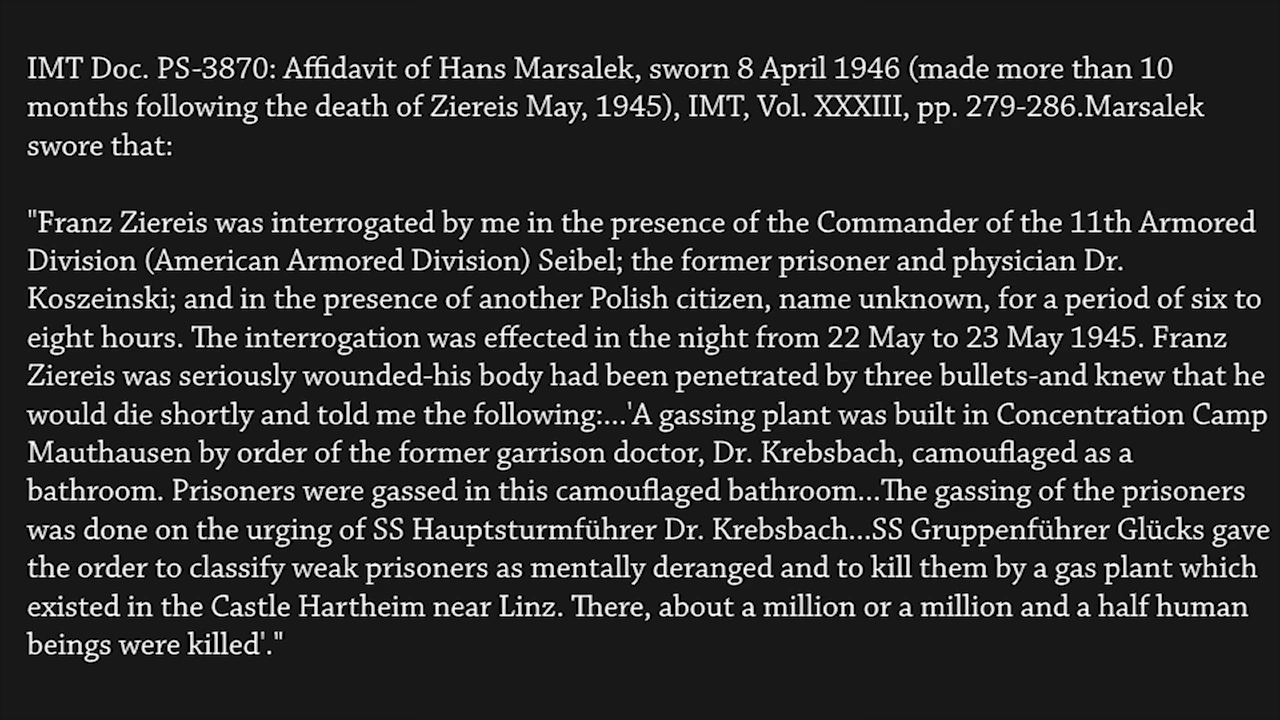 IMT Doc. PS-3870: Affidavit of Hans Marsalek, sworn 8 April 1946 (made more than 10
months following the death of Ziereis May, 1945), IMT, Vol. XXXIII, pp. 279-286.Marsalek
swore that:
"Franz Ziereis was interrogated by me in the presence of the Commander of the 11th Armored
Division (American Armored Division) Seibel; the former prisoner and physician Dr.
Koszeinski; and in the presence of another Polish citizen, name unknown, for a period of six to
eight hours. The interrogation was effected in the night from 22 May to 23 May 1945. Franz
Ziereis was seriously wounded-his body had been penetrated by three bullets-and knew that he
would die shortly and told me the following:...'A gassing plant was built in Concentration Camp
Mauthausen by order of the former garrison doctor, Dr. Krebsbach, camouflaged as a
bathroom. Prisoners were gassed in this camouflaged bathroom...The gassing of the prisoners
was done on the urging of SS Hauptsturmführer Dr. Krebsbach...SS Gruppenführer Glücks gave
the order to classify weak prisoners as mentally deranged and to kill them by a gas plant which
existed in the Castle Hartheim near Linz. There, about a million or a million and a half human
beings were killed'."